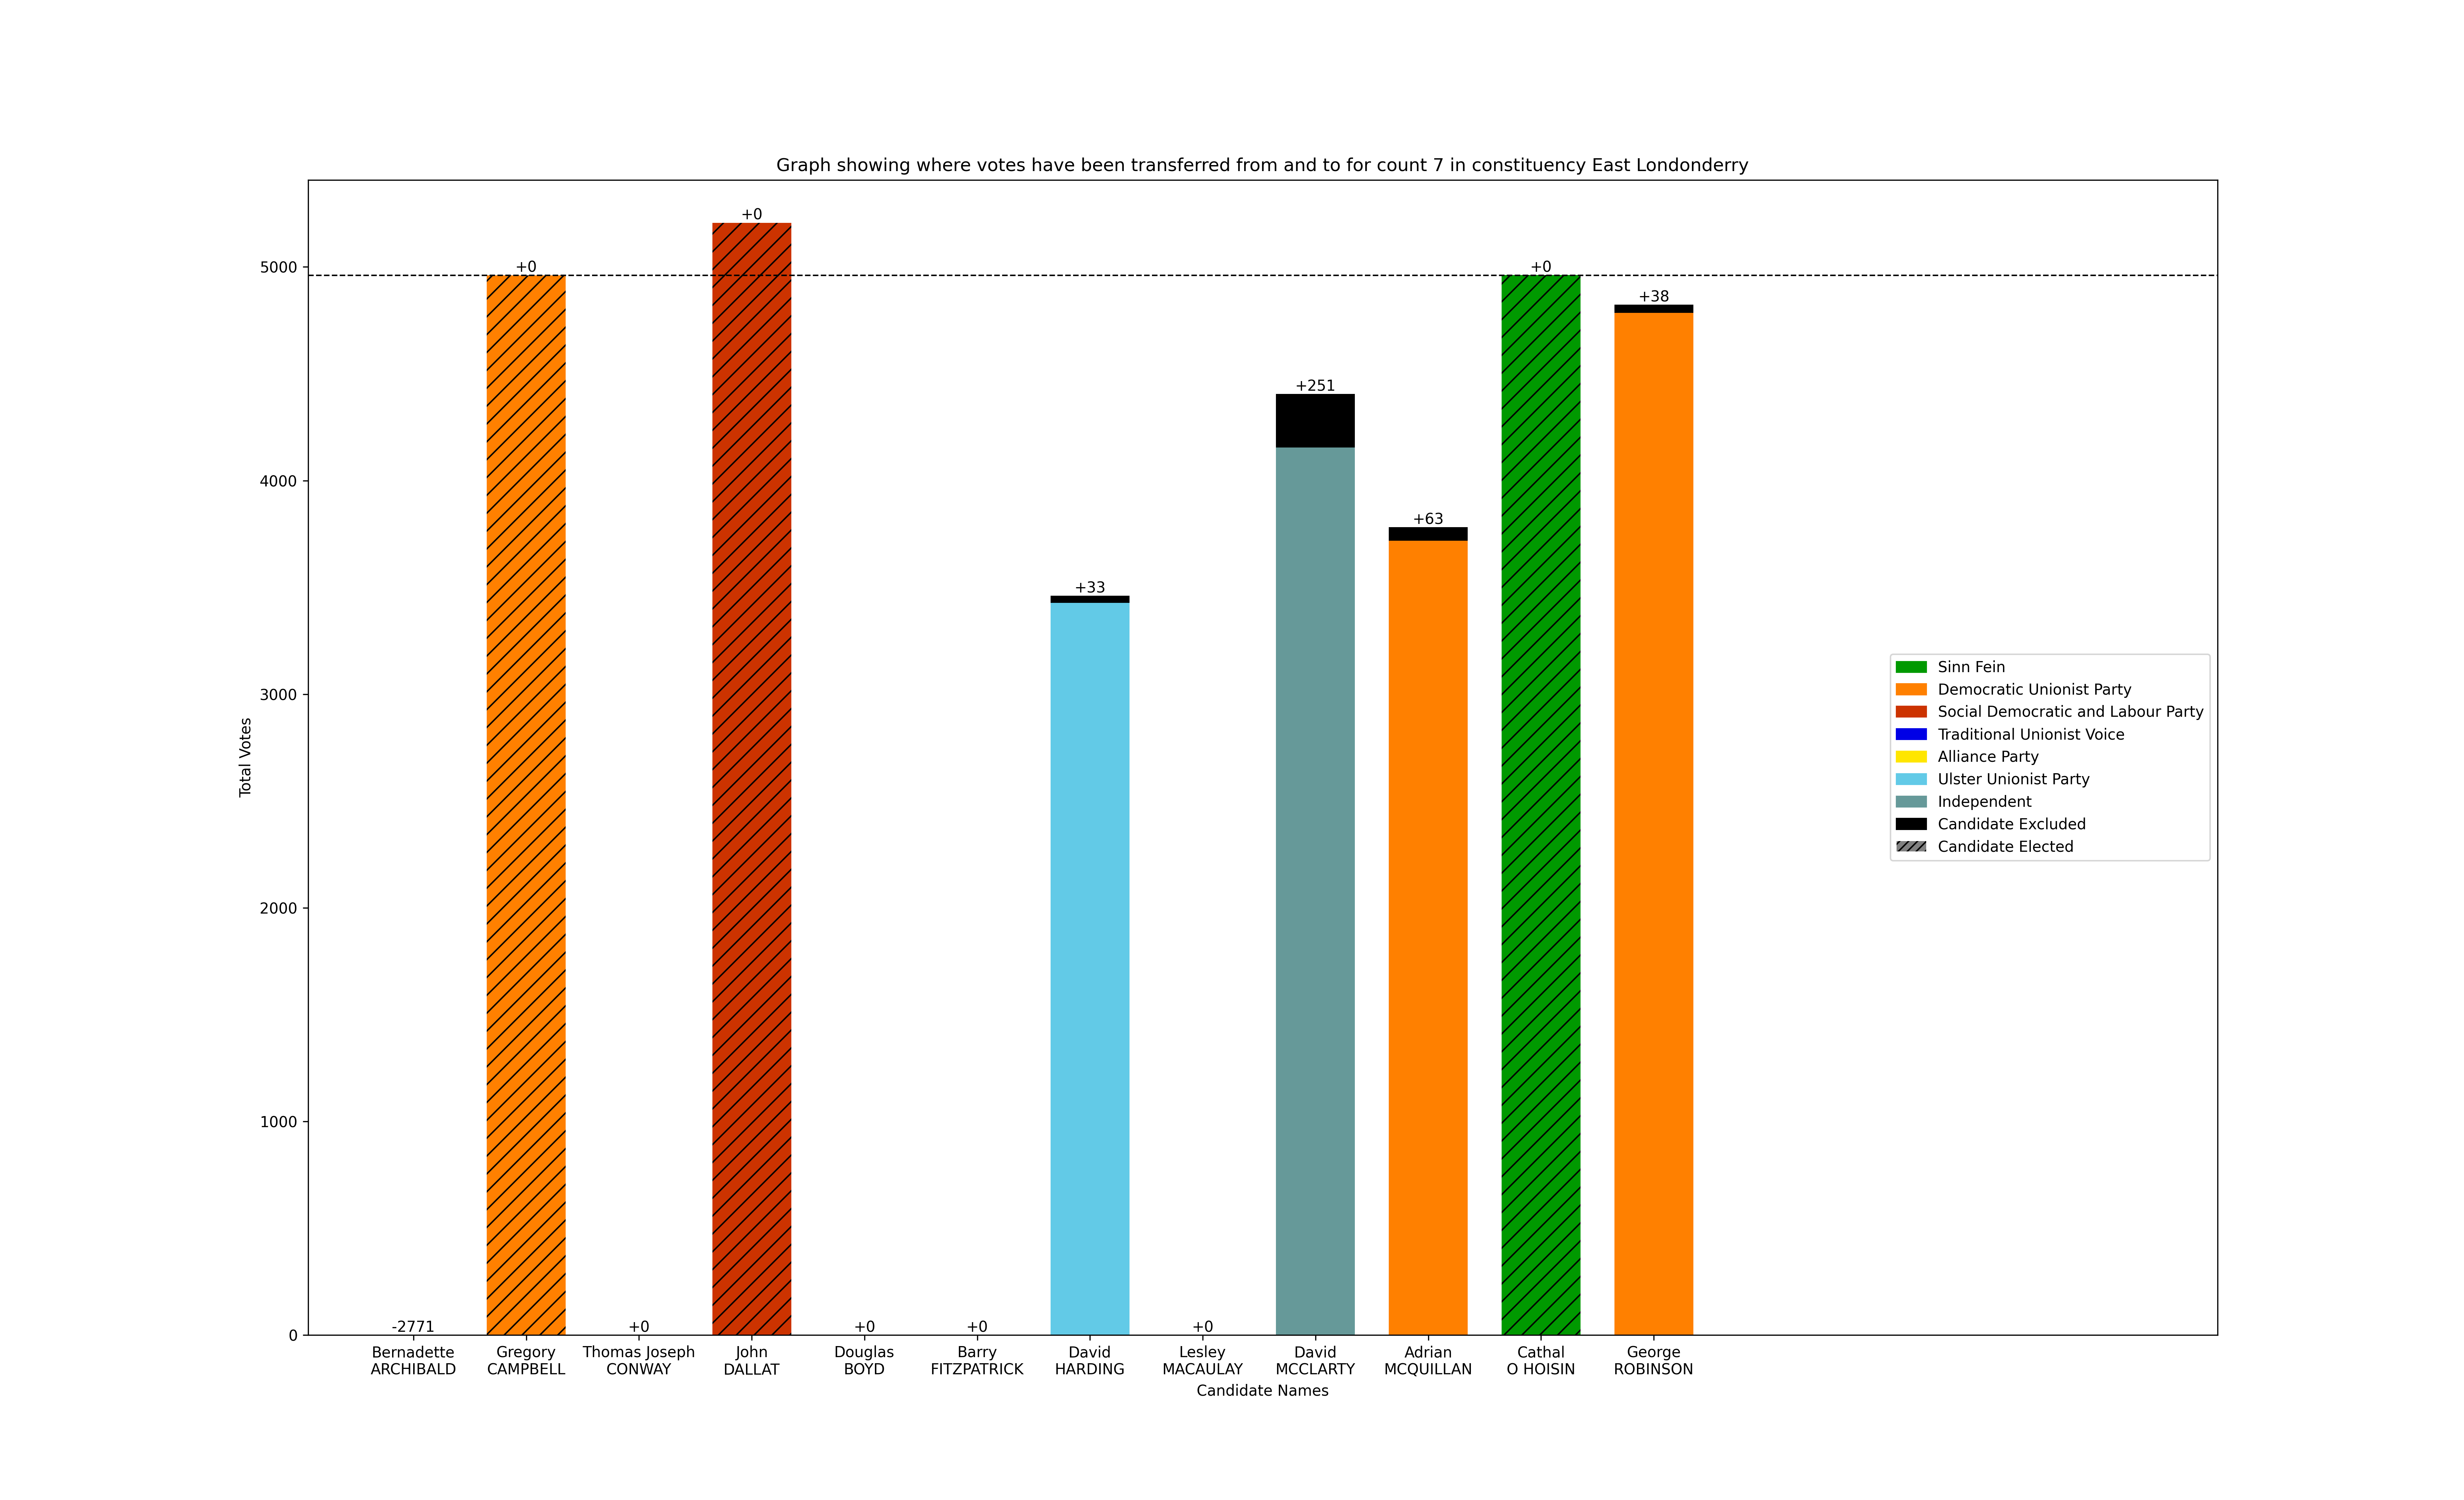 Graph showing where votes have been transferred from and to for count 7 in constituency East Londonderry
Total Votes
5000
4000
3000
2000
1000
0
+0
+0
+0
+38
+251
+63
+33
-2771
+0
+0
+0
+0
Sinn Fein
Democratic Unionist Party
Social Democratic and Labour Party
Traditional Unionist Voice
Alliance Party
Ulster Unionist Party
Independent
Candidate Excluded
Candidate Elected
Bernadette
ARCHIBALD
Gregory
CAMPBELL
Thomas Joseph
CONWAY
John
DALLAT
Douglas
BOYD
Barry
FITZPATRICK
David
HARDING
Lesley
MACAULAY
David
MCCLARTY
Adrian
MCQUILLAN
Cathal
O HOISIN
George
ROBINSON
Candidate Names